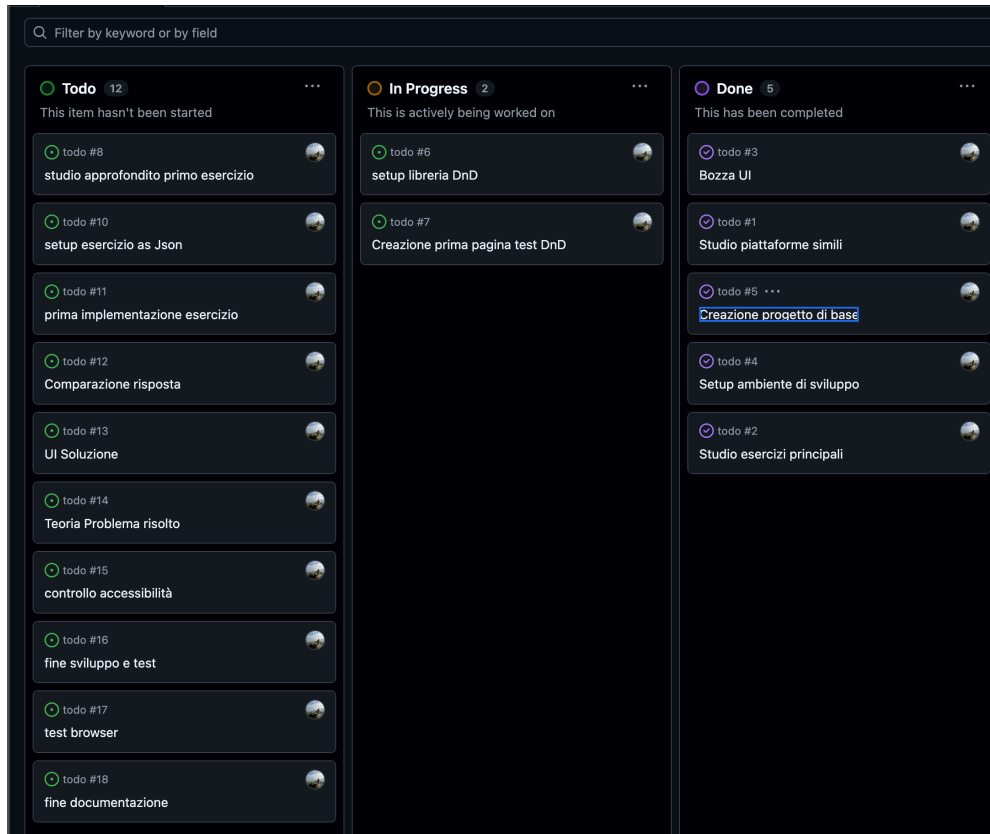 Filter by keyword or by field
Todo 12 ...
This item hasn't been started
todo #8
studio approfondito primo esercizio
todo #10
setup esercizio as Json
todo #11
prima implementazione esercizio
todo #12
Comparazione risposta
todo #13
UI Soluzione
todo #14
Teoria Problema risolto
todo #15
controllo accessibilità
todo #16
fine sviluppo e test
todo #17
test browser
todo #18
fine documentazione
In Progress 2 ...
This is actively being worked on
todo #6
setup libreria DnD
todo #7
Creazione prima pagina test DnD
Done 5 ...
This has been completed
todo #3
Bozza UI
todo #1
Studio piattaforme simili
todo #5 ...
Creazione progetto di base
todo #4
Setup ambiente di sviluppo
todo #2
Studio esercizi principali